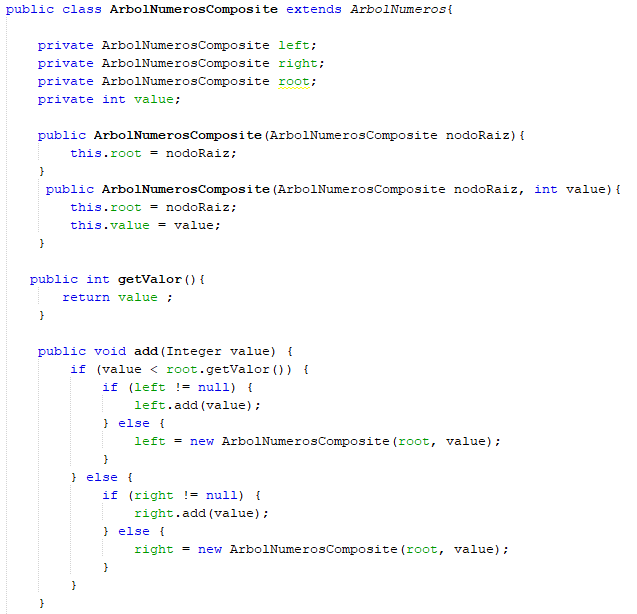 public class ArbolNumerosComposite extends ArbolNumeros{
private ArbolNumerosComposite left;
private ArbolNumerosComposite right;
private ArbolNumerosComposite root;
private int value;
public ArbolNumerosComposite(ArbolNumerosComposite nodoRaiz){
this.root = nodoRaiz;
}
public ArbolNumerosComposite(ArbolNumerosComposite nodoRaiz, int value){
this.root = nodoRaiz;
this.value = value;
}
public int getValor(){
return value ;
}
public void add(Integer value) {
if (value < root.getValor()) {
if (left != null) {
left.add(value);
} else {
left = new ArbolNumerosComposite(root, value);
}
} else {
if (right != null) {
right.add(value);
} else {
right = new ArbolNumerosComposite(root, value);
}
}
}